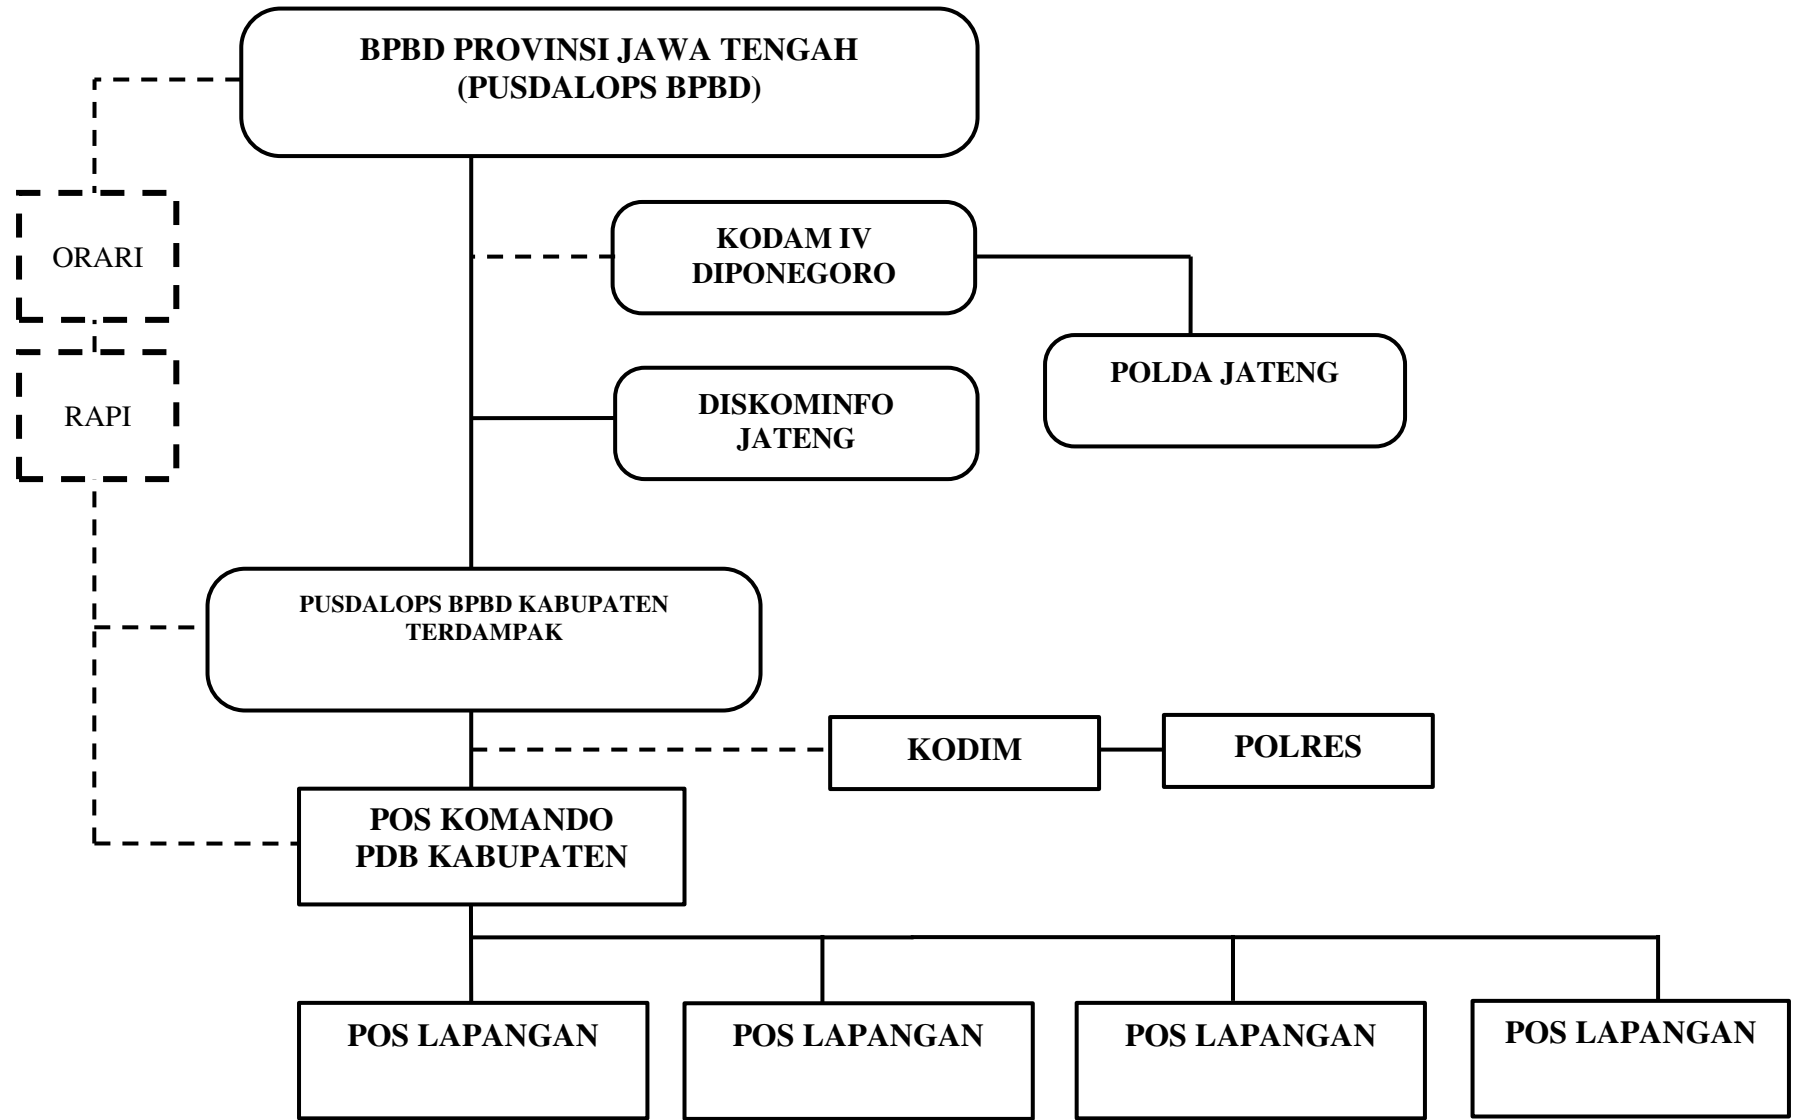 BPBD PROVINSI JAWA TENGAH
(PUSDALOPS BPBD)
ORARI
KODAM IV
DIPONEGORO
POLDA JATENG
RAPI
DISKOMINFO
JATENG
PUSDALOPS BPBD KABUPATEN
TERDAMPAK
KODIM
POLRES
POS KOMANDO
PDB KABUPATEN
POS LAPANGAN
POS LAPANGAN
POS LAPANGAN
POS LAPANGAN